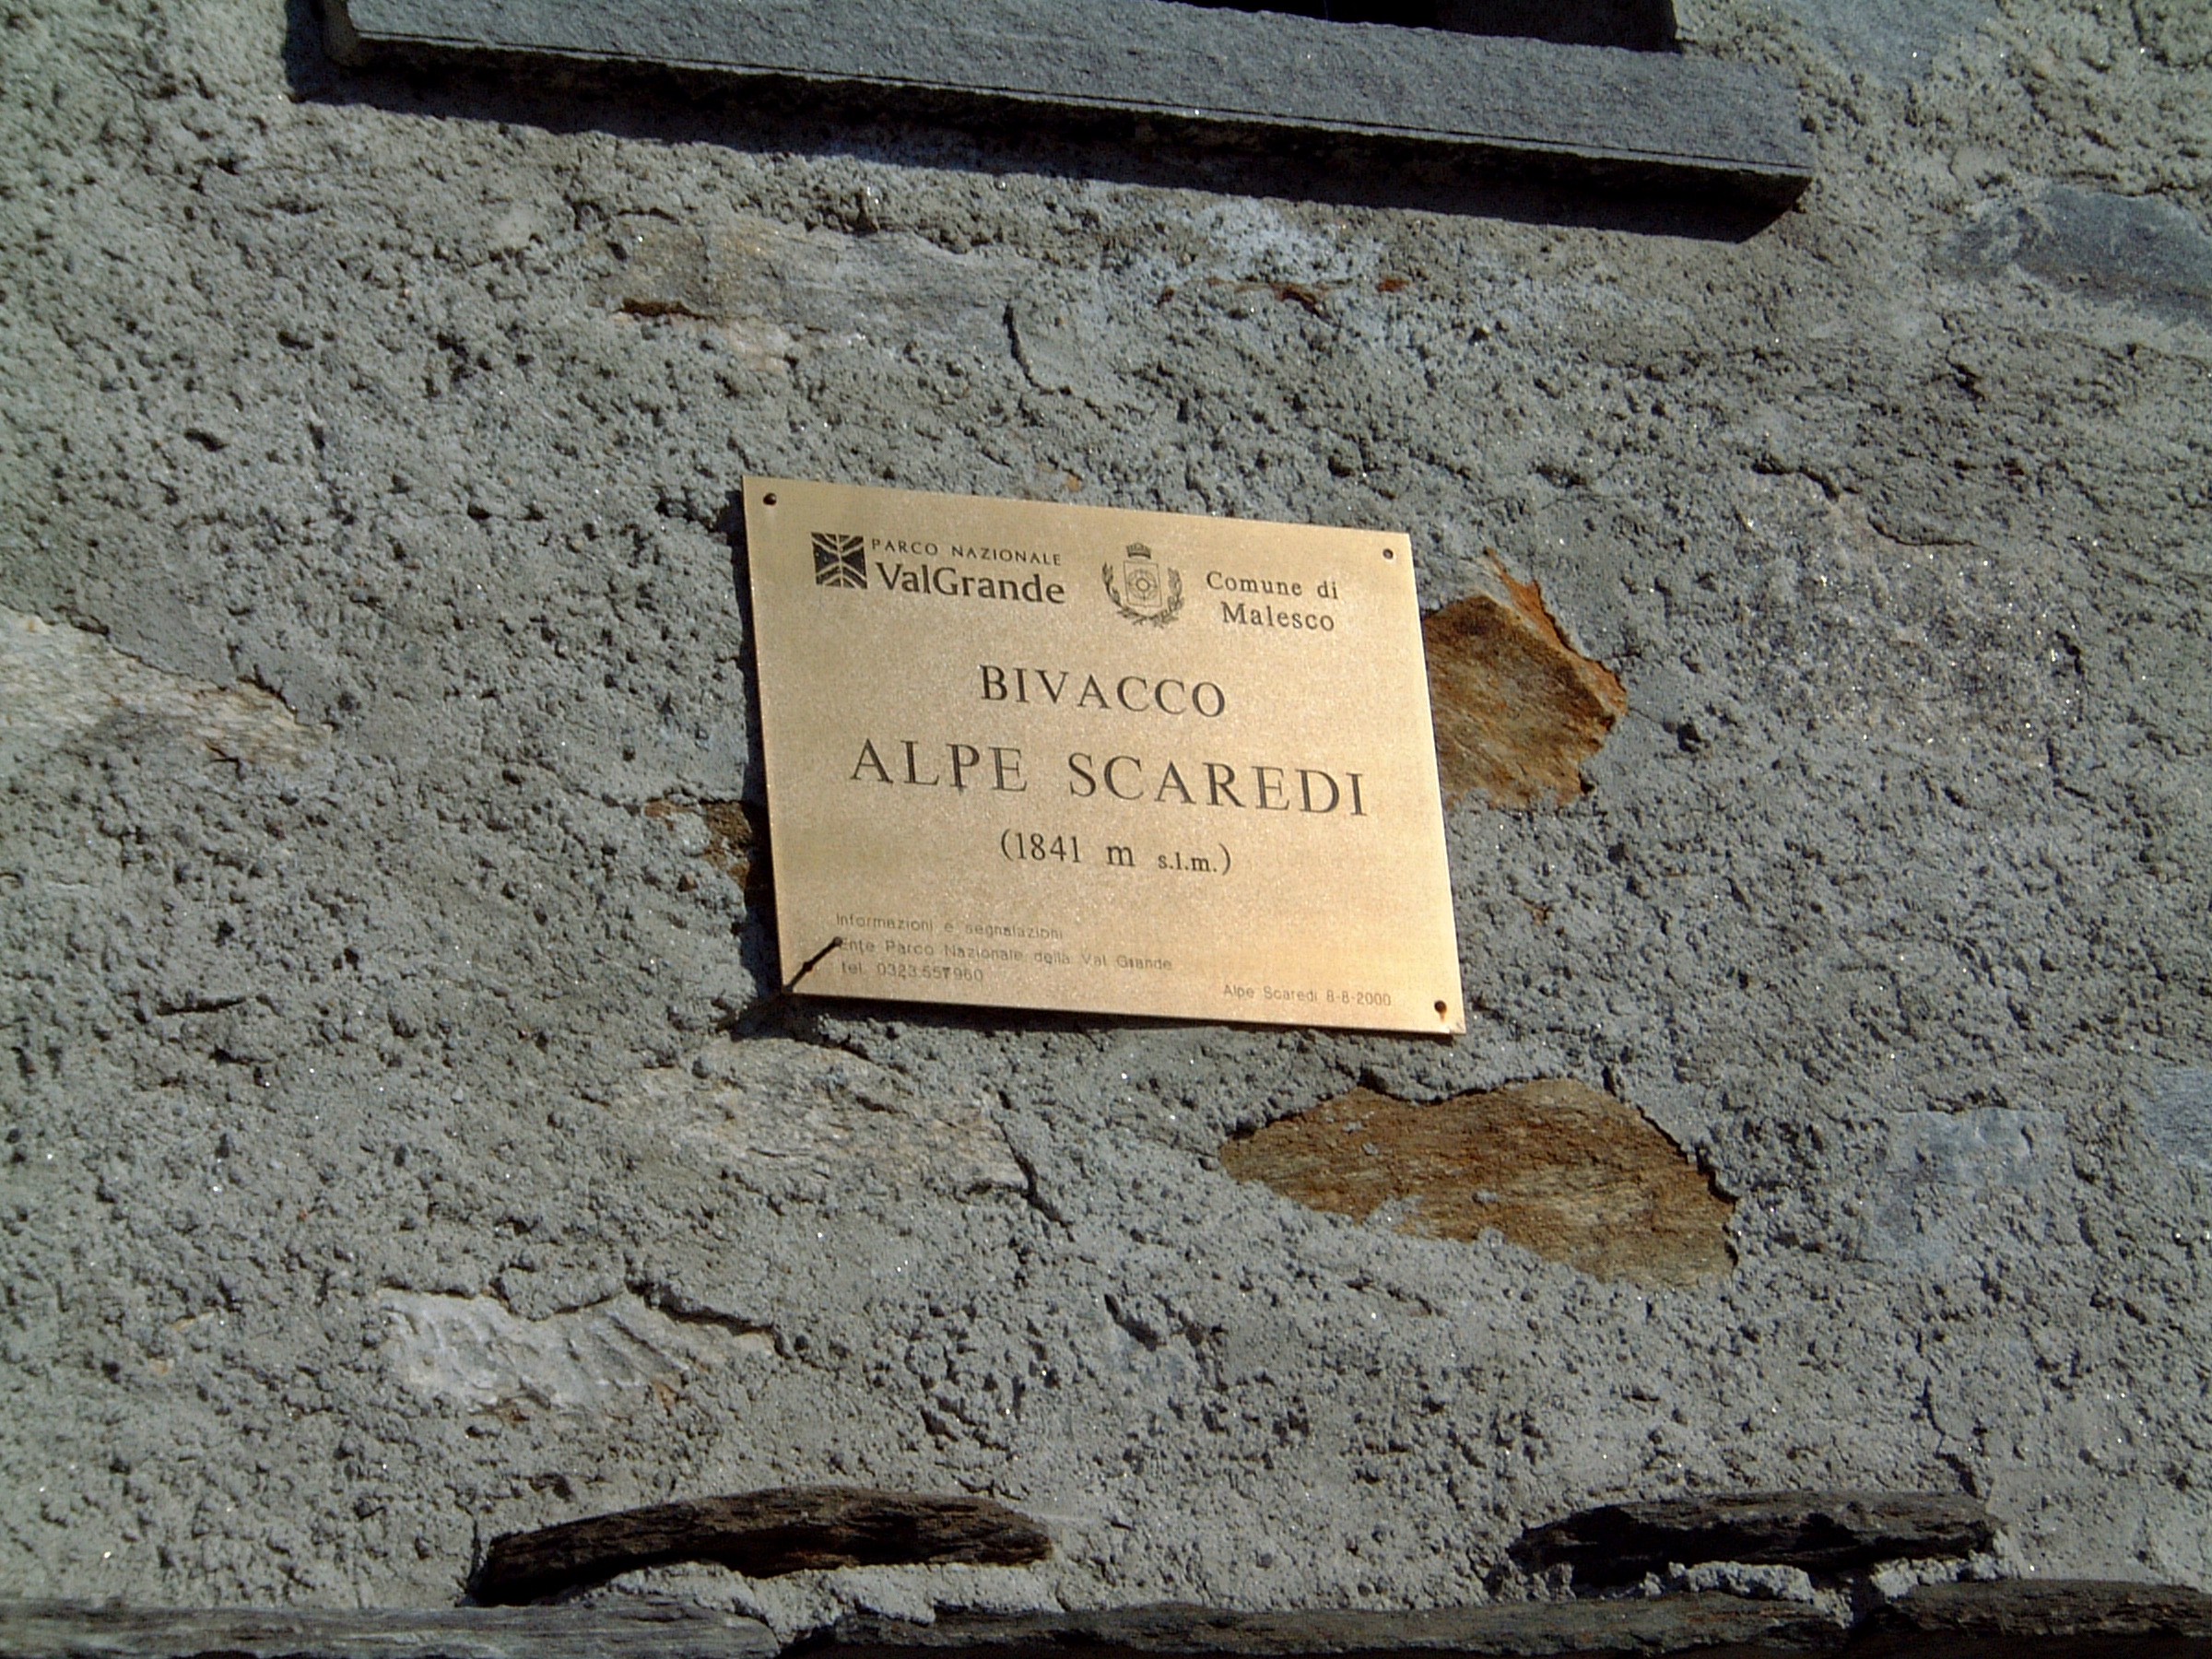 PARCO NAZIONALE
ValGrande
Comune di
Malesco
BIVACCO
ALPE SCAREDI
(1841 m s.l.m.)
Informazioni e segnalazioni
Ente Parco Nazionale della Val Grande
tel. 0323.557960
Alpe Scaredi 8-8-2000